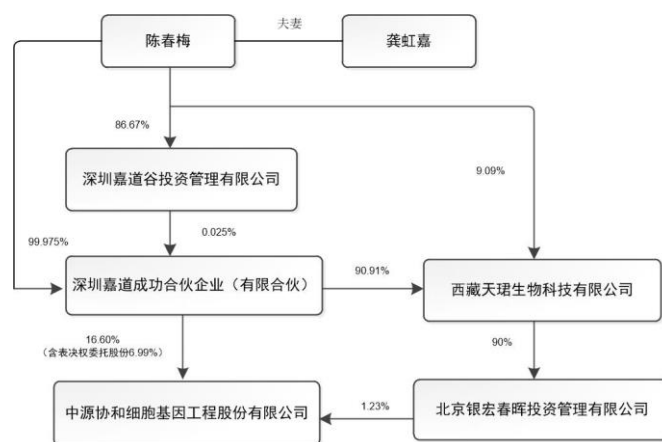 夫妻
陈春梅
龚虹嘉
86.67%
9.09%
深圳嘉道谷投资管理有限公司
0.025%
99.975%
深圳嘉道成功合伙企业（有限合伙）
90.91%
西藏天珺生物科技有限公司
16.60%
（含表决权委托股份6.99%）
90%
中源协和细胞基因工程股份有限公司
1.23%
北京银宏春晖投资管理有限公司